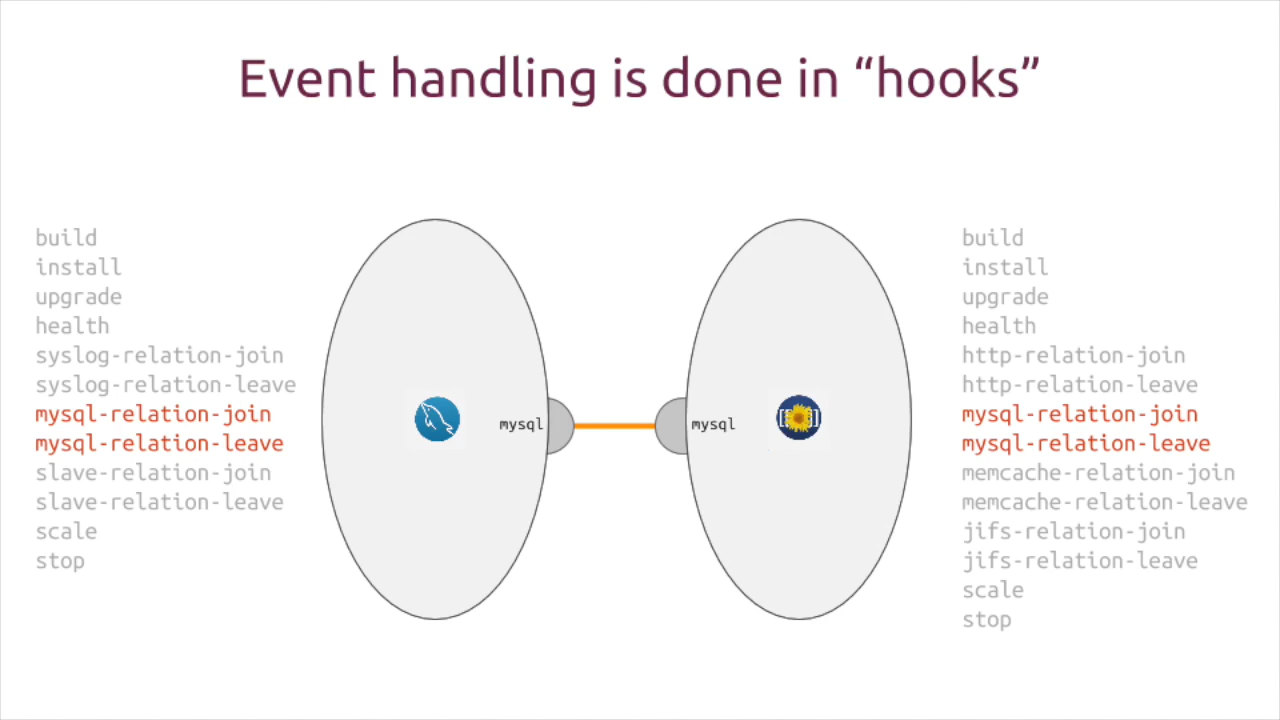 Event handling is done in “hooks”
build
install
upgrade
health
syslog-relation-join
syslog-relation-leave
mysql-relation-join
mysql-relation-leave
slave-relation-join
slave-relation-leave
scale
stop
mysql
mysql
[[ ]]
build
install
upgrade
health
http-relation-join
http-relation-leave
mysql-relation-join
mysql-relation-leave
memcache-relation-join
memcache-relation-leave
jifs-relation-join
jifs-relation-leave
scale
stop